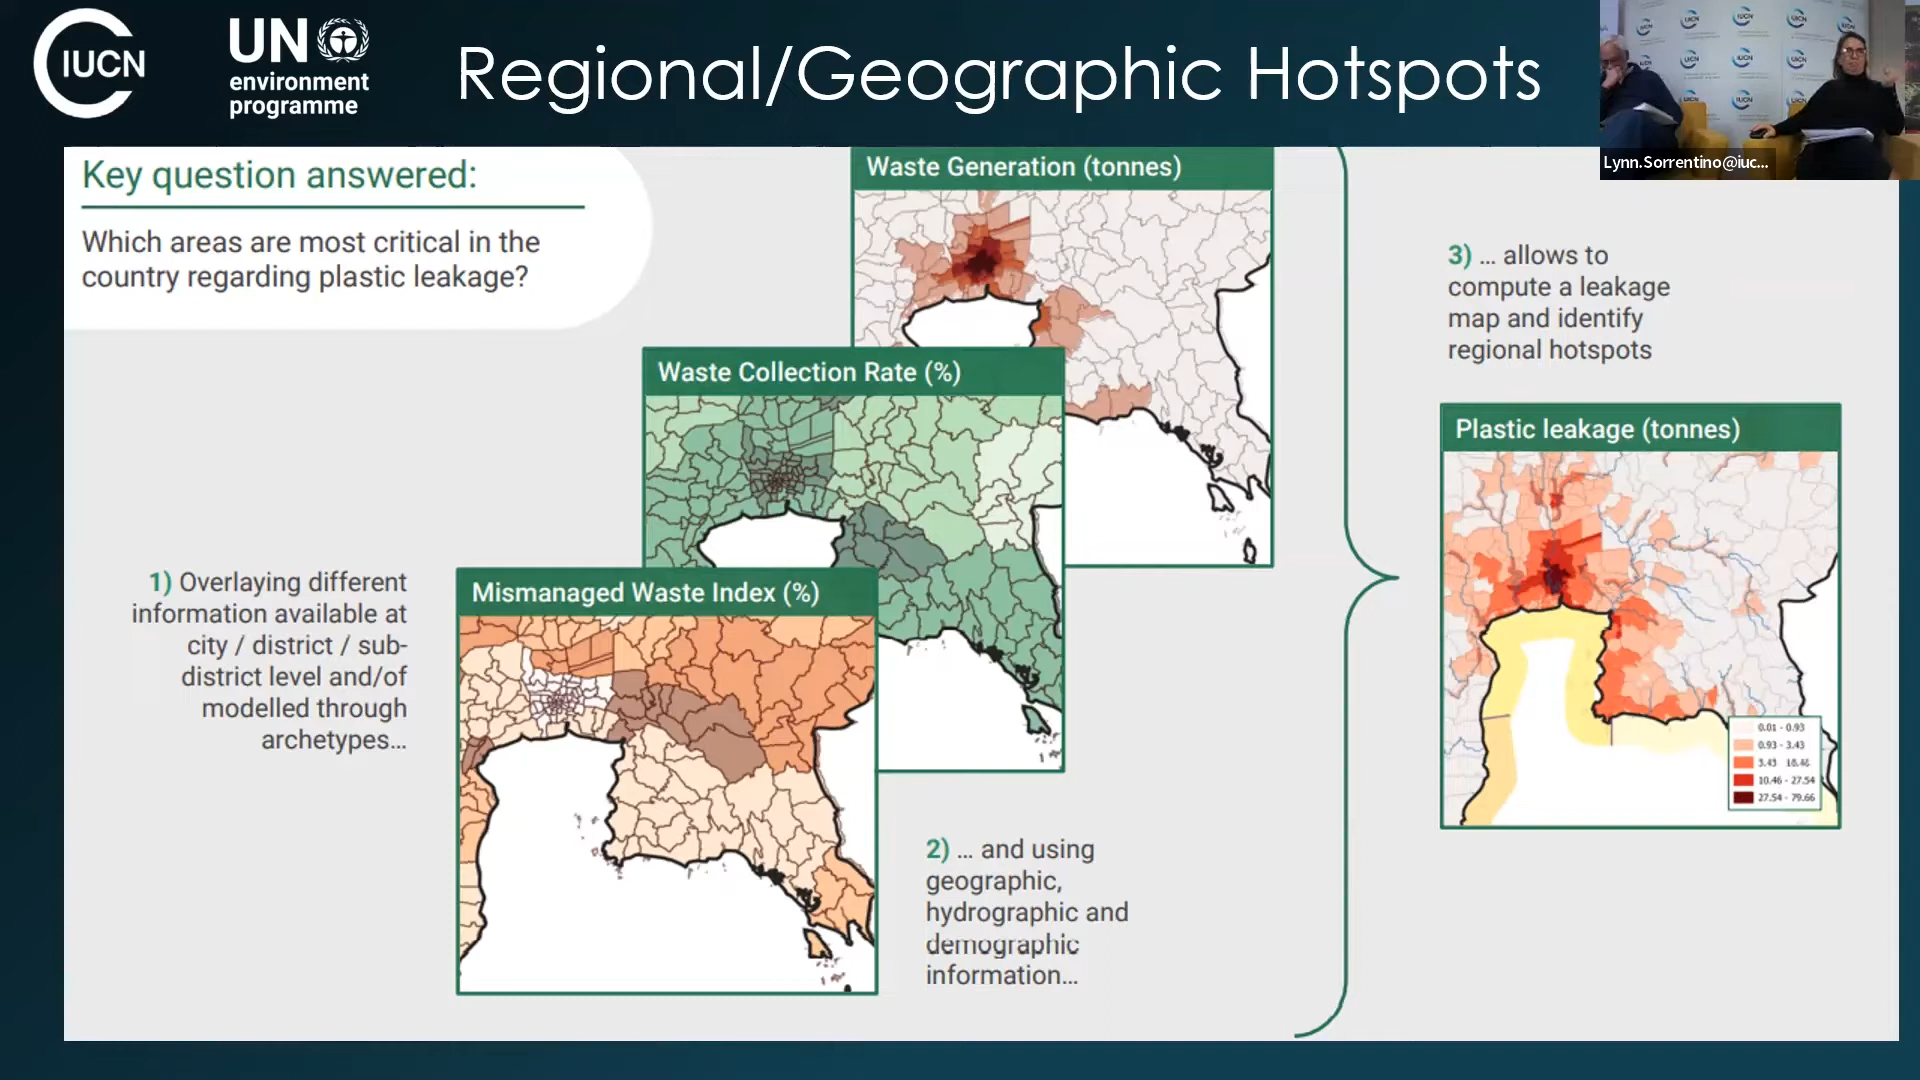 IUCN
UN
environment
programme
Regional/Geographic Hotspots
Lynn.Sorrentino@iuc...
Key question answered:
Which areas are most critical in the
country regarding plastic leakage?
Waste Generation (tonnes)
Waste Collection Rate (%)
Mismanaged Waste Index (%)
1) Overlaying different
information available at
city / district / sub-
district level and/of
modelled through
archetypes...
2) ... and using
geographic,
hydrographic and
demographic
information...
3) ... allows to
compute a leakage
map and identify
regional hotspots
Plastic leakage (tonnes)
0.01 - 0.93
0.93 - 3.43
3.43
10.46 - 27.54
27.54 - 79.66